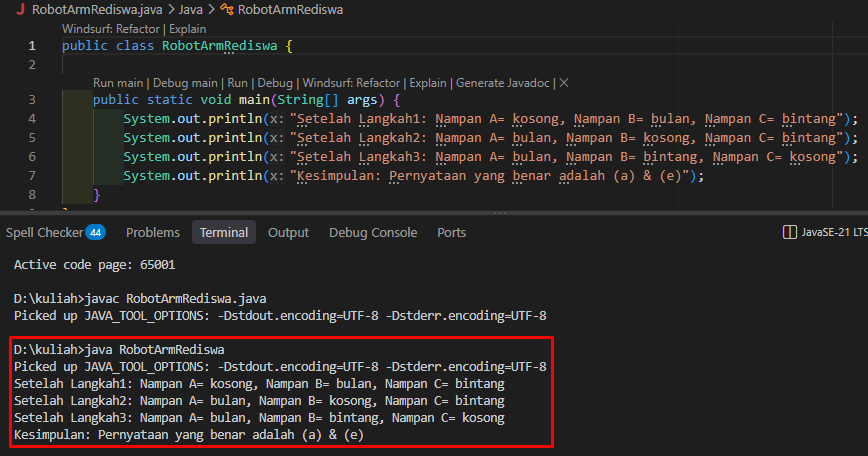 RobotArmRediswa.java > Java > RobotArmRediswa
Windsurf: Refactor | Explain
1 public class RobotArmRediswa {
2
Run main | Debug main | Run | Debug | Windsurf: Refactor | Explain | Generate Javadoc | ×
3 public static void main(String[] args) {
4 System.out.println(x: "Setelah Langkah1: Nampan A= kosong, Nampan B= bulan, Nampan C= bintang");
5 System.out.println(x: "Setelah Langkah2: Nampan A= bulan, Nampan B= kosong, Nampan C= bintang");
6 System.out.println(x: "Setelah Langkah3: Nampan A= bulan, Nampan B= bintang, Nampan C= kosong");
7 System.out.println(x: "Kesimpulan: Pernyataan yang benar adalah (a) & (e)");
8 }
Spell Checker 44 Problems Terminal Output Debug Console Ports JavaSE-21 LTS
Active code page: 65001
D:\kuliah>javac RobotArmRediswa.java
Picked up JAVA_TOOL_OPTIONS: -Dstdout.encoding=UTF-8 -Dstderr.encoding=UTF-8
D:\kuliah>java RobotArmRediswa
Picked up JAVA_TOOL_OPTIONS: -Dstdout.encoding=UTF-8 -Dstderr.encoding=UTF-8
Setelah Langkah1: Nampan A= kosong, Nampan B= bulan, Nampan C= bintang
Setelah Langkah2: Nampan A= bulan, Nampan B= kosong, Nampan C= bintang
Setelah Langkah3: Nampan A= bulan, Nampan B= bintang, Nampan C= kosong
Kesimpulan: Pernyataan yang benar adalah (a) & (e)